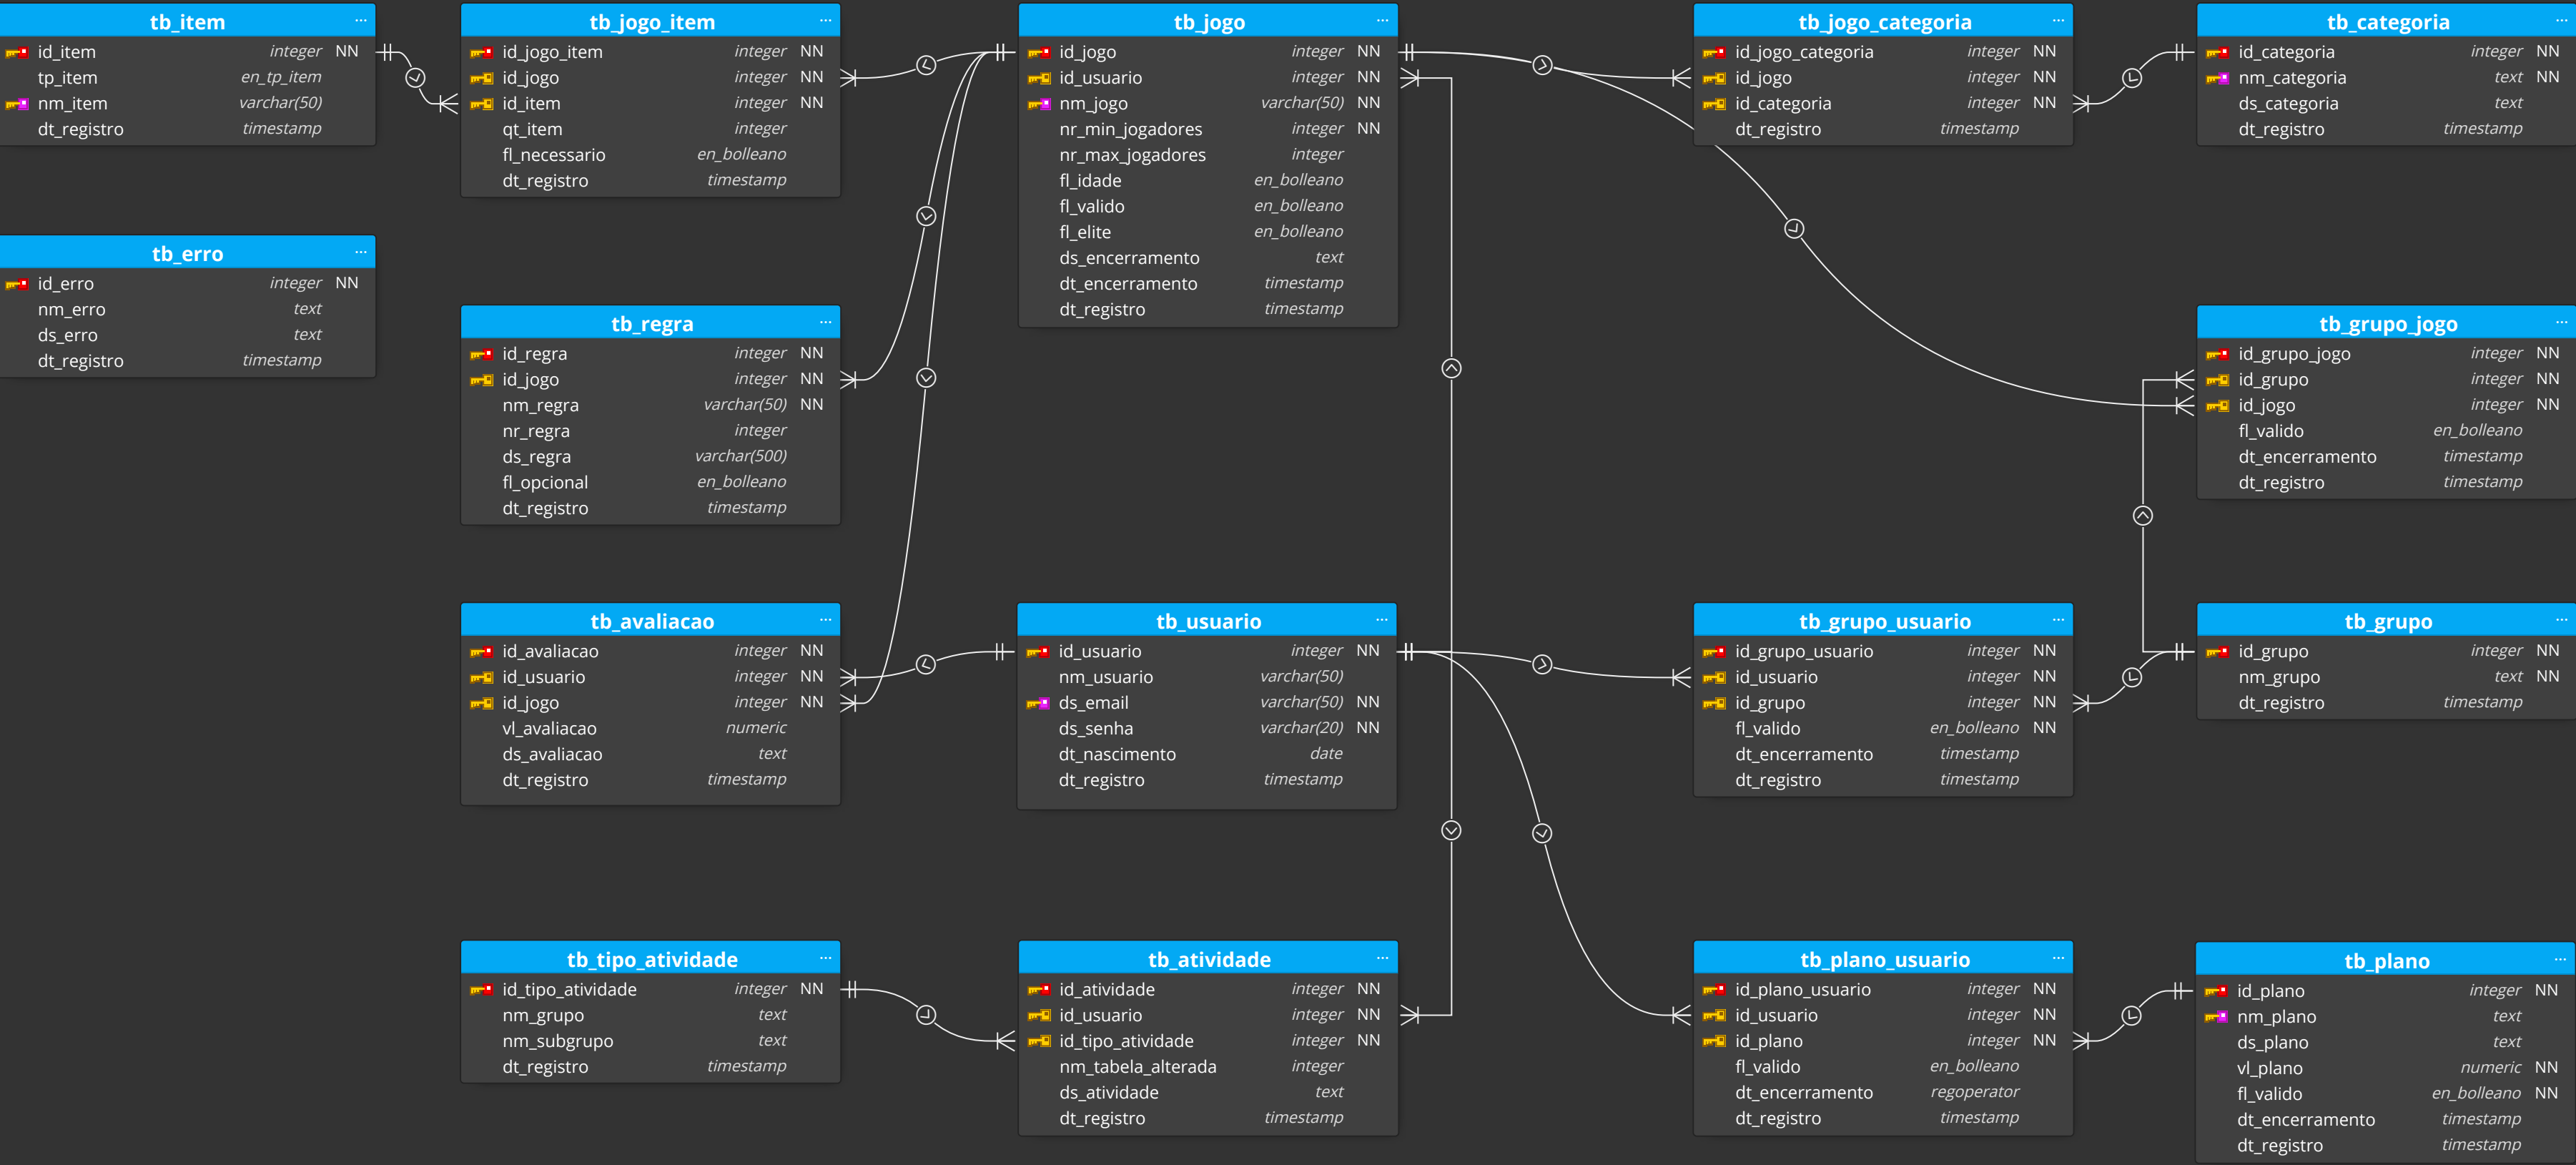 tb_item ...
id_item integer NN
tp_item en_tp_item
nm_item varchar(50)
dt_registro timestamp
tb_jogo_item ...
id_jogo_item integer NN
id_jogo integer NN
id_item integer NN
qt_item integer
fl_necessario en_bolleano
dt_registro timestamp
tb_jogo ...
id_jogo integer NN
id_usuario integer NN
nm_jogo varchar(50) NN
nr_min_jogadores integer NN
nr_max_jogadores integer
fl_idade en_bolleano
fl_valido en_bolleano
fl_elite en_bolleano
ds_encerramento text
dt_encerramento timestamp
dt_registro timestamp
tb_jogo_categoria ...
id_jogo_categoria integer NN
id_jogo integer NN
id_categoria integer NN
dt_registro timestamp
tb_categoria ...
id_categoria integer NN
nm_categoria text NN
ds_categoria text
dt_registro timestamp
tb_erro ...
id_erro integer NN
nm_erro text
ds_erro text
dt_registro timestamp
tb_regra ...
id_regra integer NN
id_jogo integer NN
nm_regra varchar(50) NN
nr_regra integer
ds_regra varchar(500)
fl_opcional en_bolleano
dt_registro timestamp
tb_grupo_jogo ...
id_grupo_jogo integer NN
id_grupo integer NN
id_jogo integer NN
fl_valido en_bolleano
dt_encerramento timestamp
dt_registro timestamp
tb_avaliacao ...
id_avaliacao integer NN
id_usuario integer NN
id_jogo integer NN
vl_avaliacao numeric
ds_avaliacao text
dt_registro timestamp
tb_usuario ...
id_usuario integer NN
nm_usuario varchar(50)
ds_email varchar(50) NN
ds_senha varchar(20) NN
dt_nascimento date
dt_registro timestamp
tb_grupo_usuario ...
id_grupo_usuario integer NN
id_usuario integer NN
id_grupo integer NN
fl_valido en_bolleano NN
dt_encerramento timestamp
dt_registro timestamp
tb_grupo ...
id_grupo integer NN
nm_grupo text NN
dt_registro timestamp
tb_tipo_atividade ...
id_tipo_atividade integer NN
nm_grupo text
nm_subgrupo text
dt_registro timestamp
tb_atividade ...
id_atividade integer NN
id_usuario integer NN
id_tipo_atividade integer NN
nm_tabela_alterada integer
ds_atividade text
dt_registro timestamp
tb_plano_usuario ...
id_plano_usuario integer NN
id_usuario integer NN
id_plano integer NN
fl_valido en_bolleano
dt_encerramento regoperator
dt_registro timestamp
tb_plano ...
id_plano integer NN
nm_plano text
ds_plano text
vl_plano numeric NN
fl_valido en_bolleano NN
dt_encerramento timestamp
dt_registro timestamp